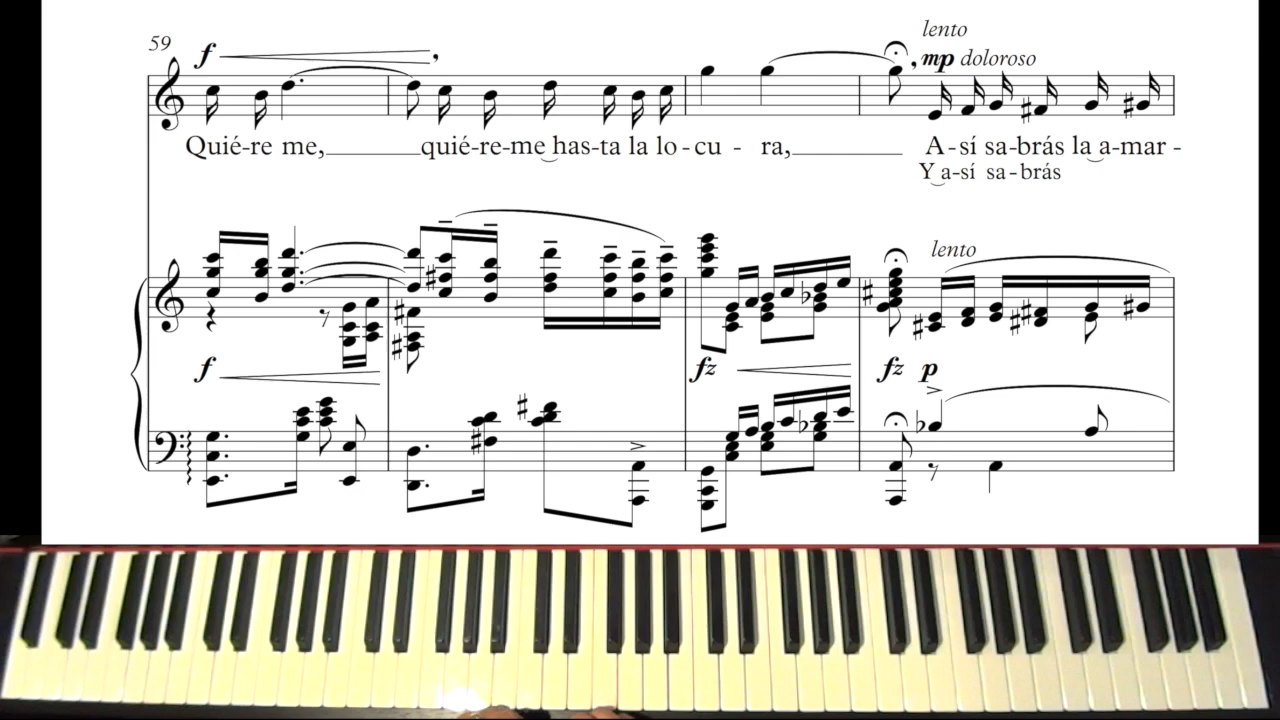 59
f
lento
mp doloroso
Quié-re me, quié-re-me has-ta la lo-cu - ra, A-sí sa-brás la a-mar -
Y a-sí sa-brás
lento
f
fz
fz p